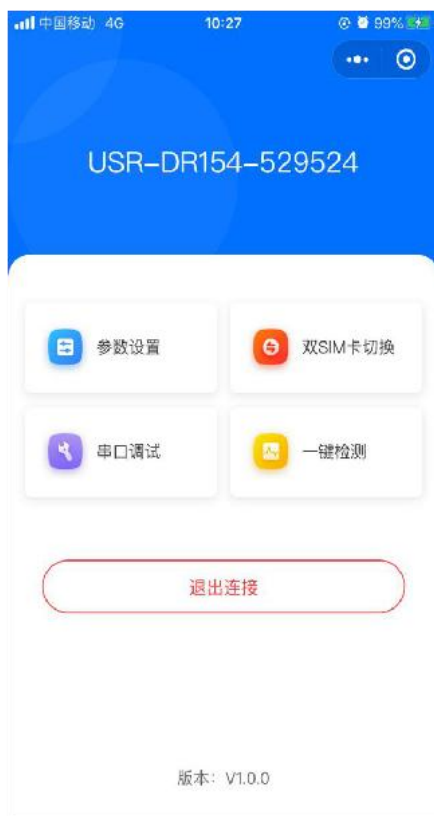 中国移动 4G 10:27 99%
USR-DR154-529524
参数设置 双SIM卡切换
串口调试 一键检测
退出连接
版本: V1.0.0